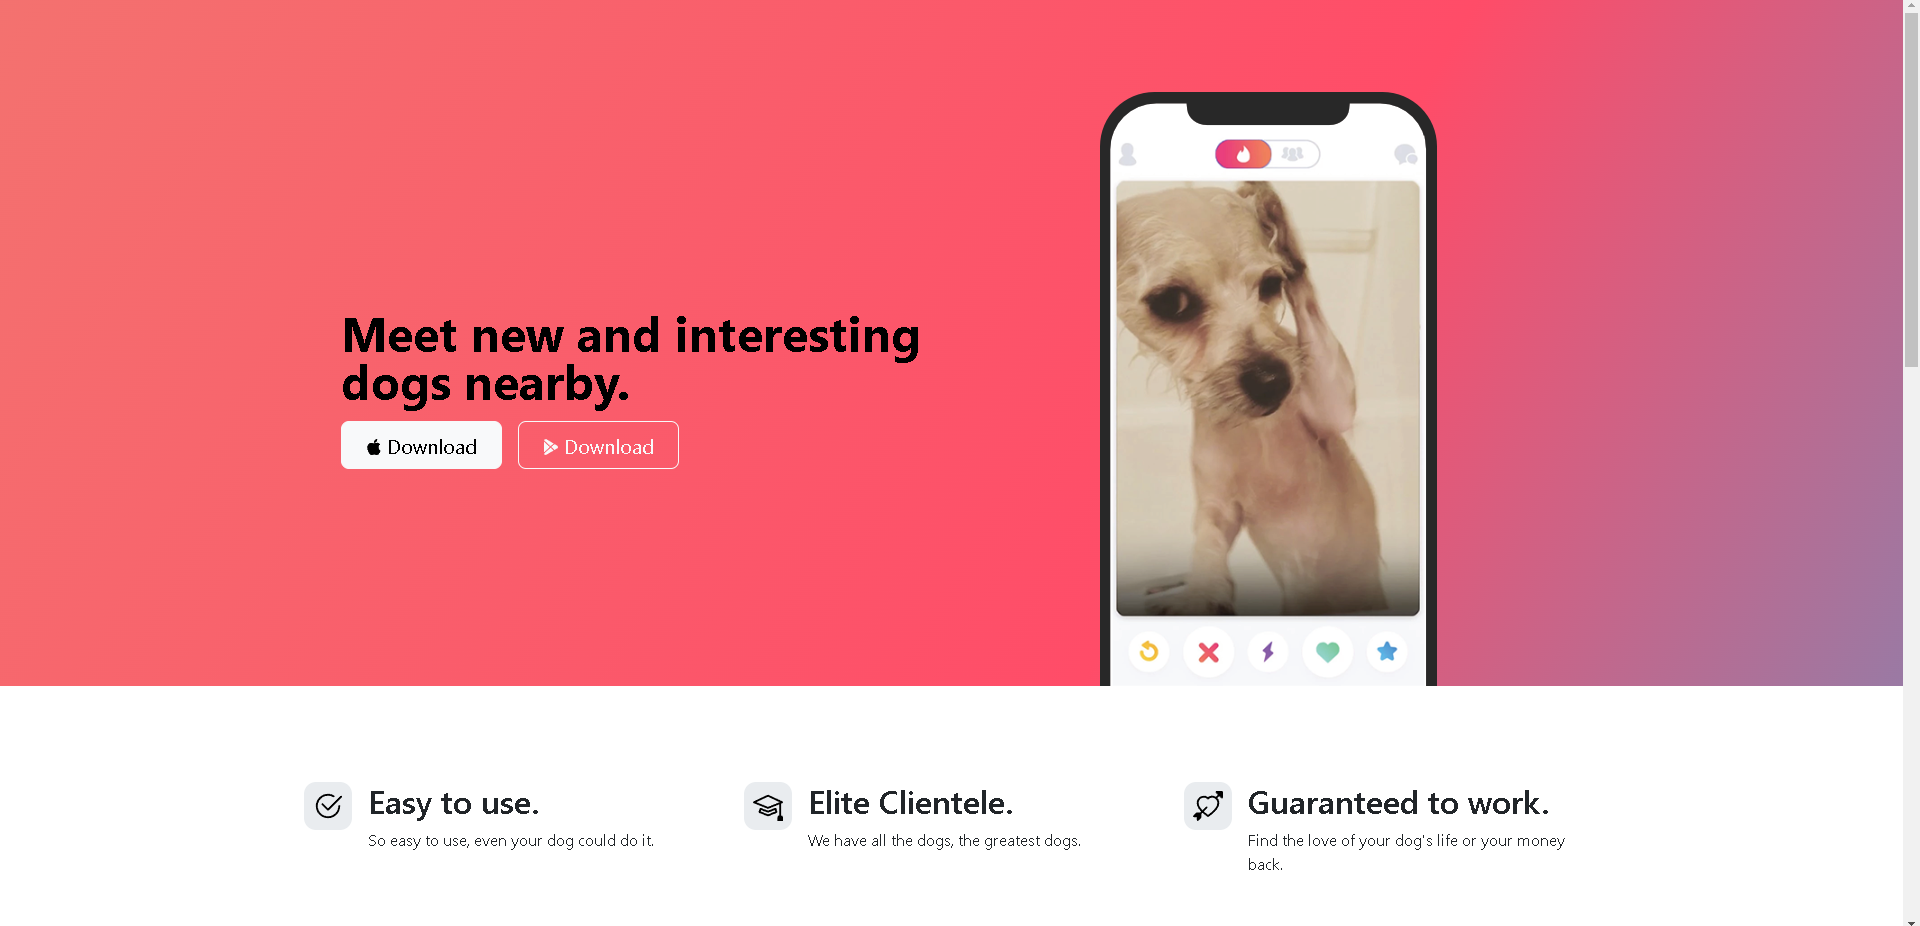 Meet new and interesting
dogs nearby.
Download
Download
Easy to use.
So easy to use, even your dog could do it.
Elite Clientele.
We have all the dogs, the greatest dogs.
Guaranteed to work.
Find the love of your dog's life or your money
back.